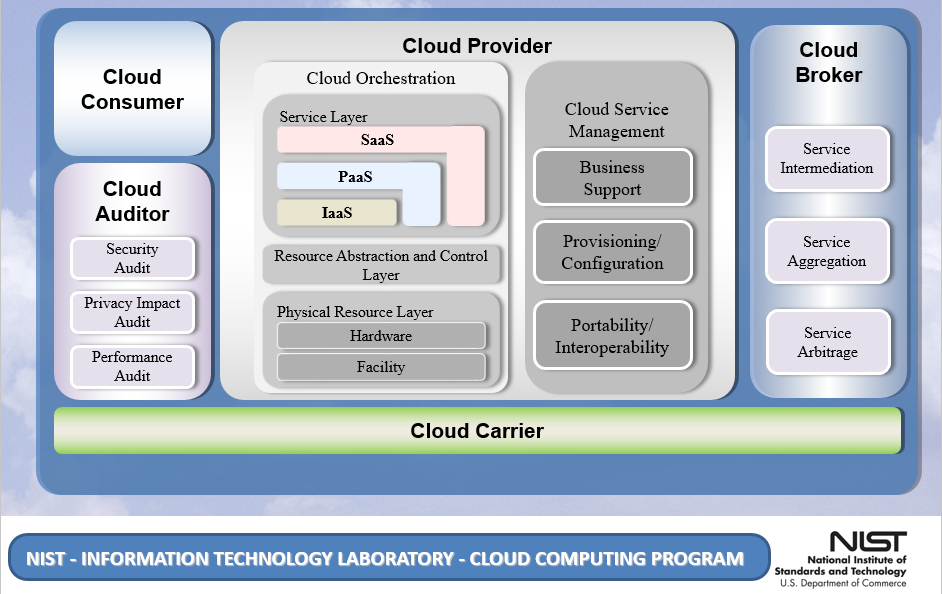 Cloud
Consumer
Cloud
Auditor
Security
Audit
Privacy Impact
Audit
Performance
Audit
Cloud Provider
Cloud Orchestration
Service Layer
SaaS
PaaS
IaaS
Resource Abstraction and Control
Layer
Physical Resource Layer
Hardware
Facility
Cloud Service
Management
Business
Support
Provisioning/
Configuration
Portability/
Interoperability
Cloud
Broker
Service
Intermediation
Service
Aggregation
Service
Arbitrage
Cloud Carrier
NIST - INFORMATION TECHNOLOGY LABORATORY - CLOUD COMPUTING PROGRAM
NIST
National Institute of
Standards and Technology
U.S. Department of Commerce